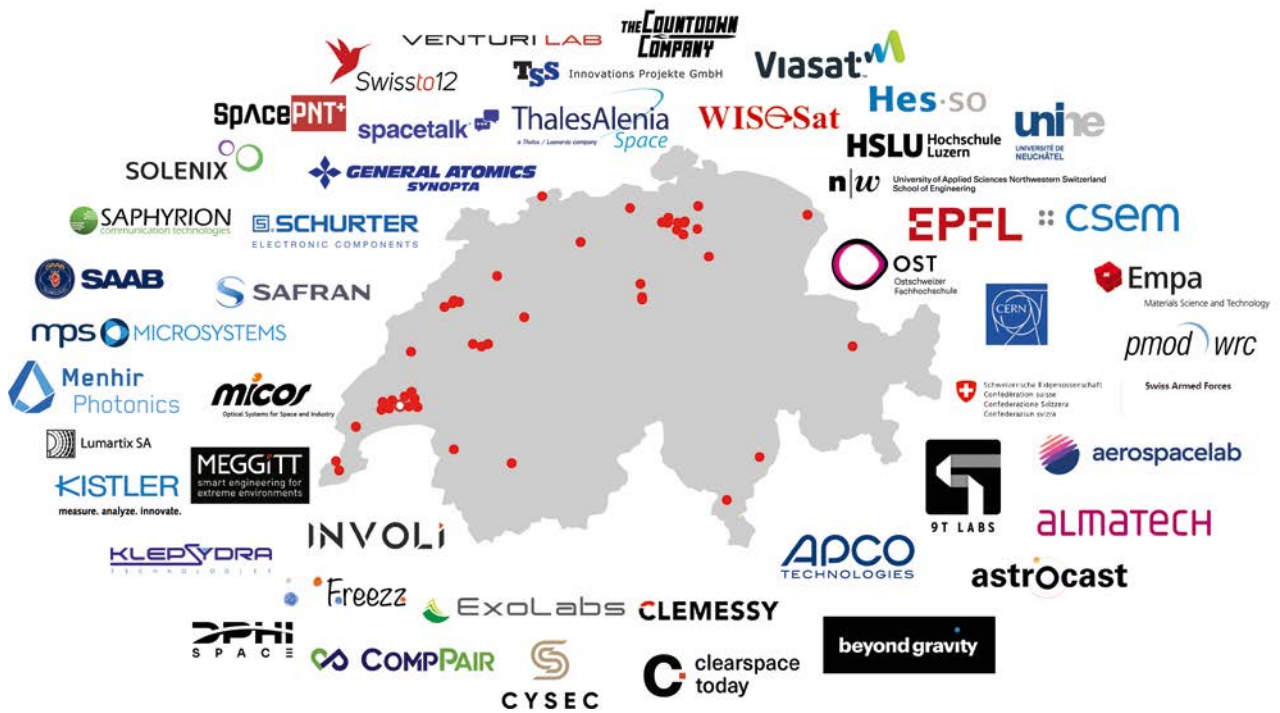 THE COUNTDOWN
COMPANY
VENTURI LAB
Swissto12
TSS Innovations Projekte GmbH
Viasat™
SpacePNT+
spacetalk
ThalesAlenia
a Thales / Leonardo company
Space
WISeSat
Hes·so
unine
UNIVERSITÉ DE
NEUCHÂTEL
HSLU Hochschule
Luzern
n|w University of Applied Sciences Northwestern Switzerland
School of Engineering
SOLENIX
GENERAL ATOMICS
SYNOPTA
SAPHYRION
communication technologies
SCHURTER
ELECTRONIC COMPONENTS
EPFL
csem
OST
Ostschweizer
Fachhochschule
SAAB
SAFRAN
CERN
Empa
Materials Science and Technology
mps MICROSYSTEMS
pmod wrc
Menhir
Photonics
micos
Optical Systems for Space and Industry
Schweizerische Eidgenossenschaft
Confédération suisse
Confederazione Svizzera
Confederaziun svizra
Swiss Armed Forces
Lumartix SA
MEGGiTT
smart engineering for
extreme environments
KISTLER
measure. analyze. innovate.
9T LABS
aerospacelab
ALMATECH
INVOLi
KLEPSYDRA
TECHNOLOGIES
APCO
TECHNOLOGIES
astrocast
Freezz
ExoLabs
CLEMESSY
DPHI
SPACE
COMPPAIR
CYSEC
clearspace
today
beyond gravity